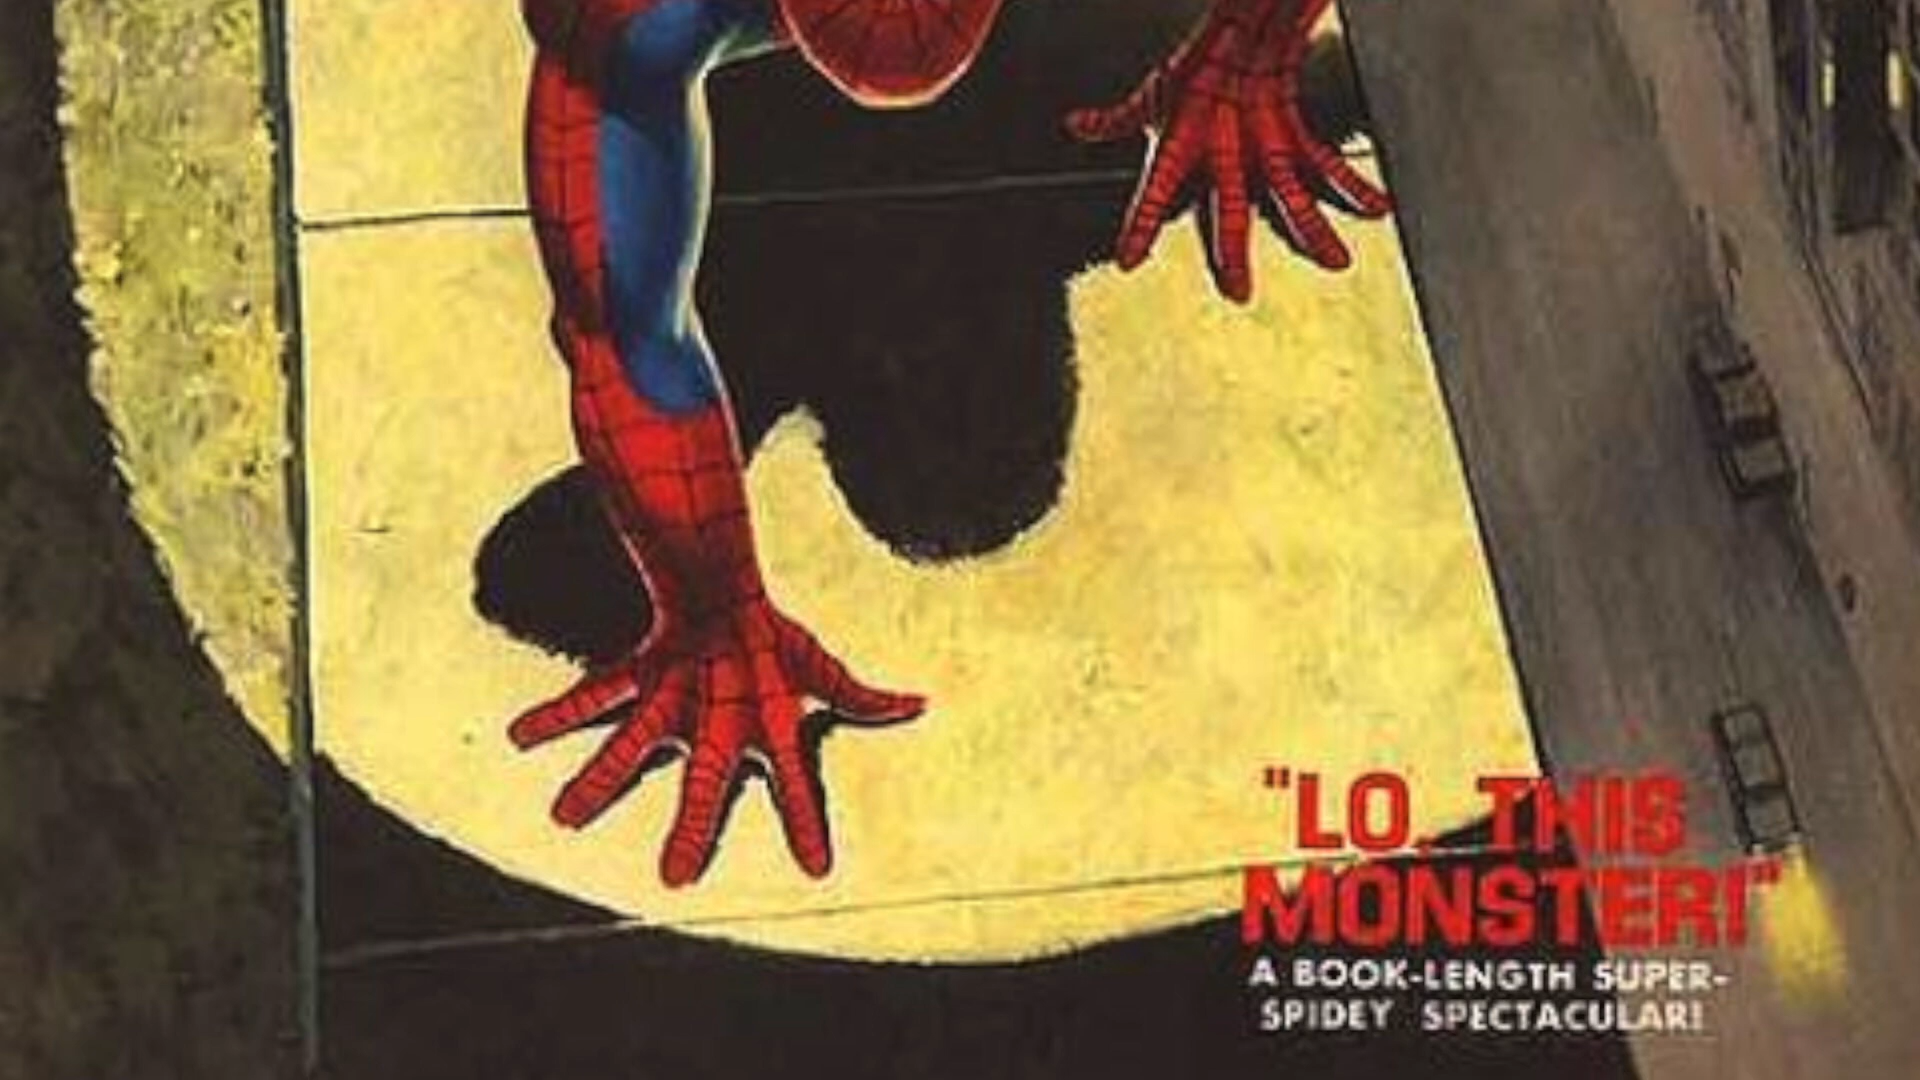 "LO, THIS
MONSTER!"
A BOOK-LENGTH SUPER-
SPIDEY SPECTACULAR!